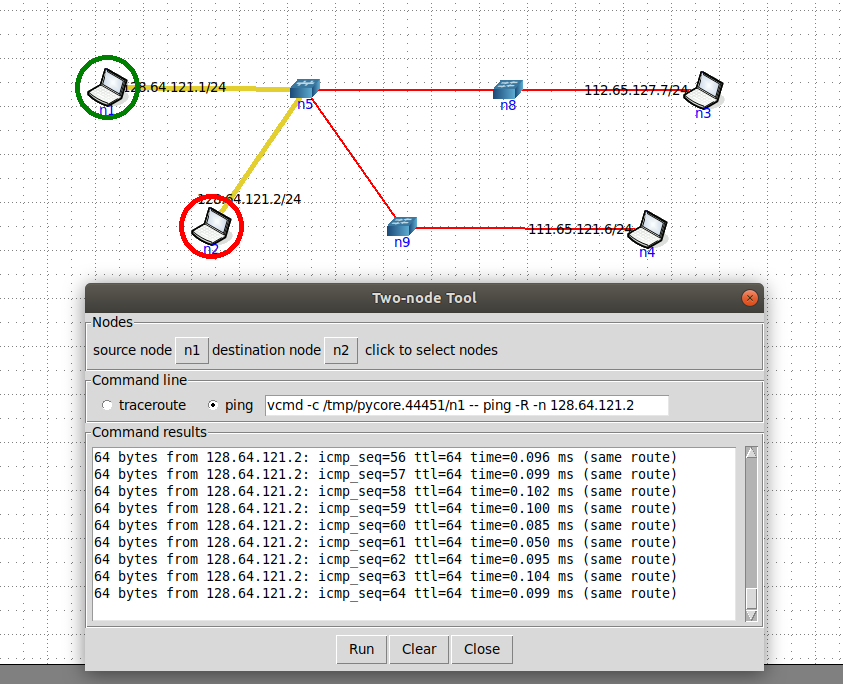 128.64.121.1/24
112.65.127.7/24
n1
n5
n8
n3
128.64.121.2/24
111.65.121.6/24
n2
n9
n4
Two-node Tool
Nodes
source node n1 destination node n2 click to select nodes
Command line
traceroute ping vcmd -c /tmp/pycore.44451/n1 -- ping -R -n 128.64.121.2
Command results
64 bytes from 128.64.121.2: icmp_seq=56 ttl=64 time=0.096 ms (same route)
64 bytes from 128.64.121.2: icmp_seq=57 ttl=64 time=0.099 ms (same route)
64 bytes from 128.64.121.2: icmp_seq=58 ttl=64 time=0.102 ms (same route)
64 bytes from 128.64.121.2: icmp_seq=59 ttl=64 time=0.100 ms (same route)
64 bytes from 128.64.121.2: icmp_seq=60 ttl=64 time=0.085 ms (same route)
64 bytes from 128.64.121.2: icmp_seq=61 ttl=64 time=0.050 ms (same route)
64 bytes from 128.64.121.2: icmp_seq=62 ttl=64 time=0.095 ms (same route)
64 bytes from 128.64.121.2: icmp_seq=63 ttl=64 time=0.104 ms (same route)
64 bytes from 128.64.121.2: icmp_seq=64 ttl=64 time=0.099 ms (same route)
Run Clear Close